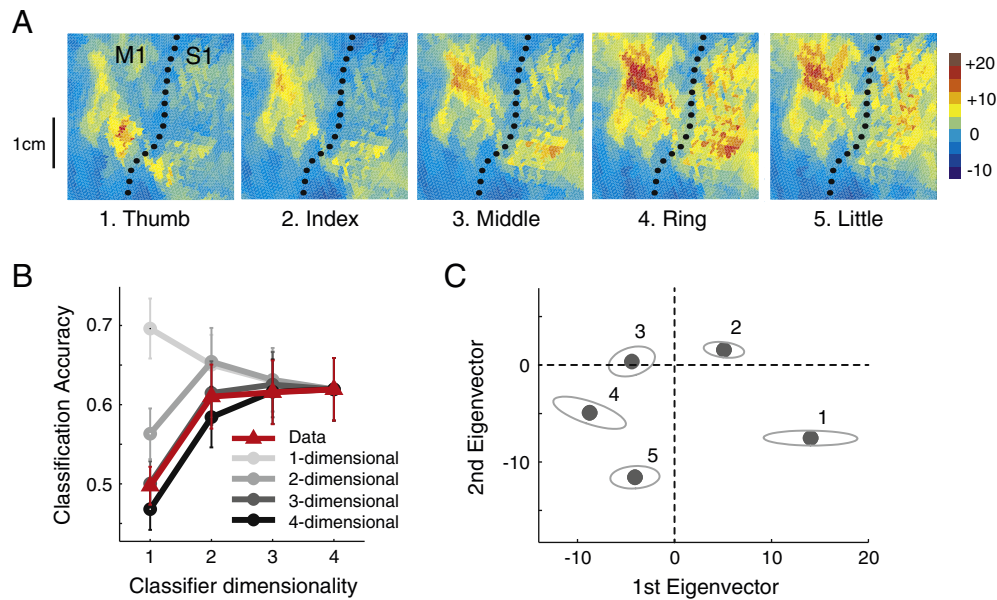 A
M1 S1
1cm
+20
+10
0
-10
1. Thumb 2. Index 3. Middle 4. Ring 5. Little
B
Classification Accuracy
0.7
0.6
0.5
Data
1-dimensional
2-dimensional
3-dimensional
4-dimensional
1 2 3 4
Classifier dimensionality
C
2nd Eigenvector
0
-10
3
2
4
1
5
-10 0 10 20
1st Eigenvector